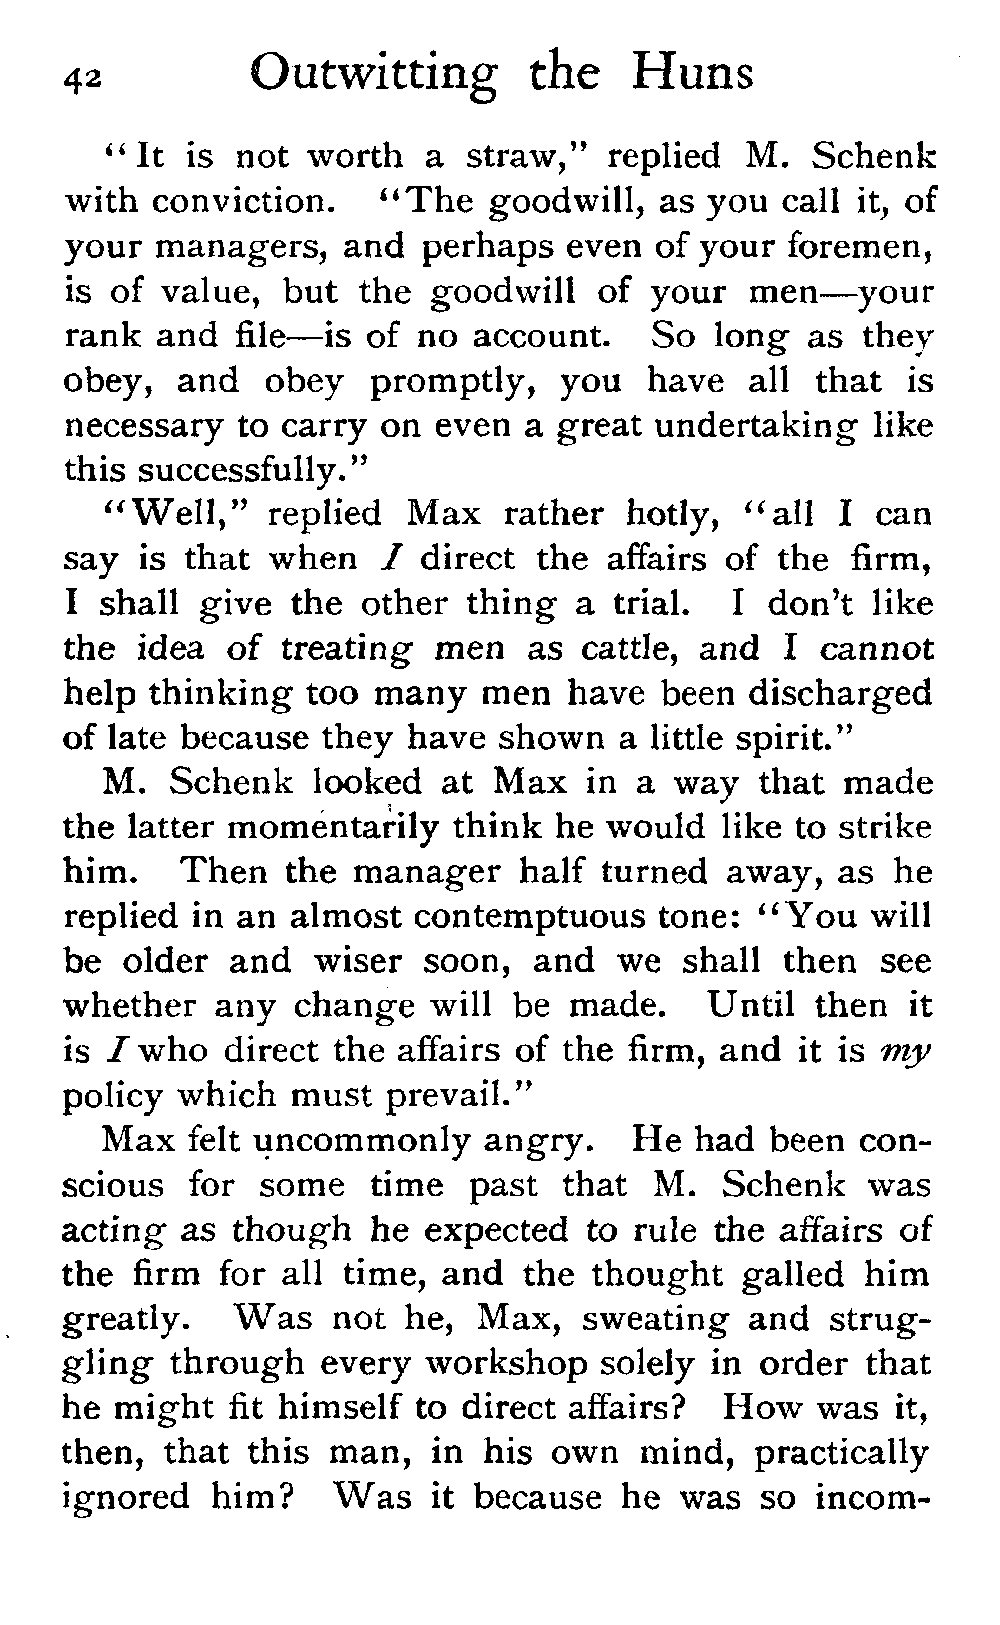 42 Outwitting the Huns
"It is not worth a straw," replied M. Schenk
with conviction. "The goodwill, as you call it, of
your managers, and perhaps even of your foremen,
is of value, but the goodwill of your men—your
rank and file—is of no account. So long as they
obey, and obey promptly, you have all that is
necessary to carry on even a great undertaking like
this successfully."
"Well," replied Max rather hotly, "all I can
say is that when I direct the affairs of the firm,
I shall give the other thing a trial. I don't like
the idea of treating men as cattle, and I cannot
help thinking too many men have been discharged
of late because they have shown a little spirit."
M. Schenk looked at Max in a way that made
the latter momentarily think he would like to strike
him. Then the manager half turned away, as he
replied in an almost contemptuous tone: "You will
be older and wiser soon, and we shall then see
whether any change will be made. Until then it
is I who direct the affairs of the firm, and it is my
policy which must prevail."
Max felt uncommonly angry. He had been con-
scious for some time past that M. Schenk was
acting as though he expected to rule the affairs of
the firm for all time, and the thought galled him
greatly. Was not he, Max, sweating and strug-
gling through every workshop solely in order that
he might fit himself to direct affairs? How was it,
then, that this man, in his own mind, practically
ignored him? Was it because he was so incom-